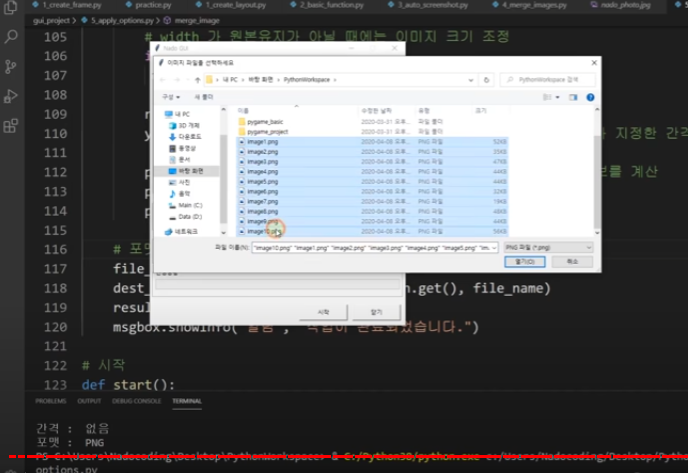 1_create_frame.py practice.py 1_create_layout.py 2_basic_function.py 3_auto_screenshot.py 4_merge_images.py nado_photo.jpg
gui_project > 5_apply_options.py > merge_image
105 # width 가 원본유지가 아닐 때에는 이미지 크기 조정
106
Nado GUI
이미지 파일을 선택하세요
107
내 PC > 바탕 화면 > PythonWorkspace
PythonWorkspace 검색
구성 새 폴더
108
이름 수정한 날짜 유형 크기
내 PC
3D 개체
다운로드
동영상
문서
바탕 화면
사진
음악
Main (C:)
Data (D:)
네트워크
pygame_basic 2020-03-31 오후... 파일 폴더
pygame_project 2020-03-31 오후... 파일 폴더
image1.png 2020-04-06 오후... PNG 파일 52KB
image2.png 2020-04-06 오후... PNG 파일 35KB
image3.png 2020-04-06 오후... PNG 파일 47KB
image4.png 2020-04-06 오후... PNG 파일 44KB
image5.png 2020-04-06 오후... PNG 파일 44KB
image6.png 2020-04-06 오후... PNG 파일 32KB
image7.png 2020-04-06 오후... PNG 파일 19KB
image8.png 2020-04-06 오후... PNG 파일 48KB
image9.png 2020-04-06 오후... PNG 파일 44KB
image10.png 2020-04-06 오후... PNG 파일 56KB
109
110 지정한 간격
111
112 계산
113
114
115
파일 이름(N): "image10.png" "image1.png" "image2.png" "image3.png" "image4.png" "image5.png" "im. PNG 파일 (*.png)
열기(O) 취소
116 #
117 file_
118 dest_ .get(), file_name)
119 resul
시작 닫기
120 msgbox.showinfo("알림", "작업이 완료되었습니다.")
121
122 # 시작
123 def start():
PROBLEMS OUTPUT DEBUG CONSOLE TERMINAL
간격 : 없음
포맷 : PNG
PS C:\Users\Nadocoding\Desktop\PythonWorkspace> & C:/Python38/python.exe c:/Users/Nadocoding/Desktop/Pytho
options.py